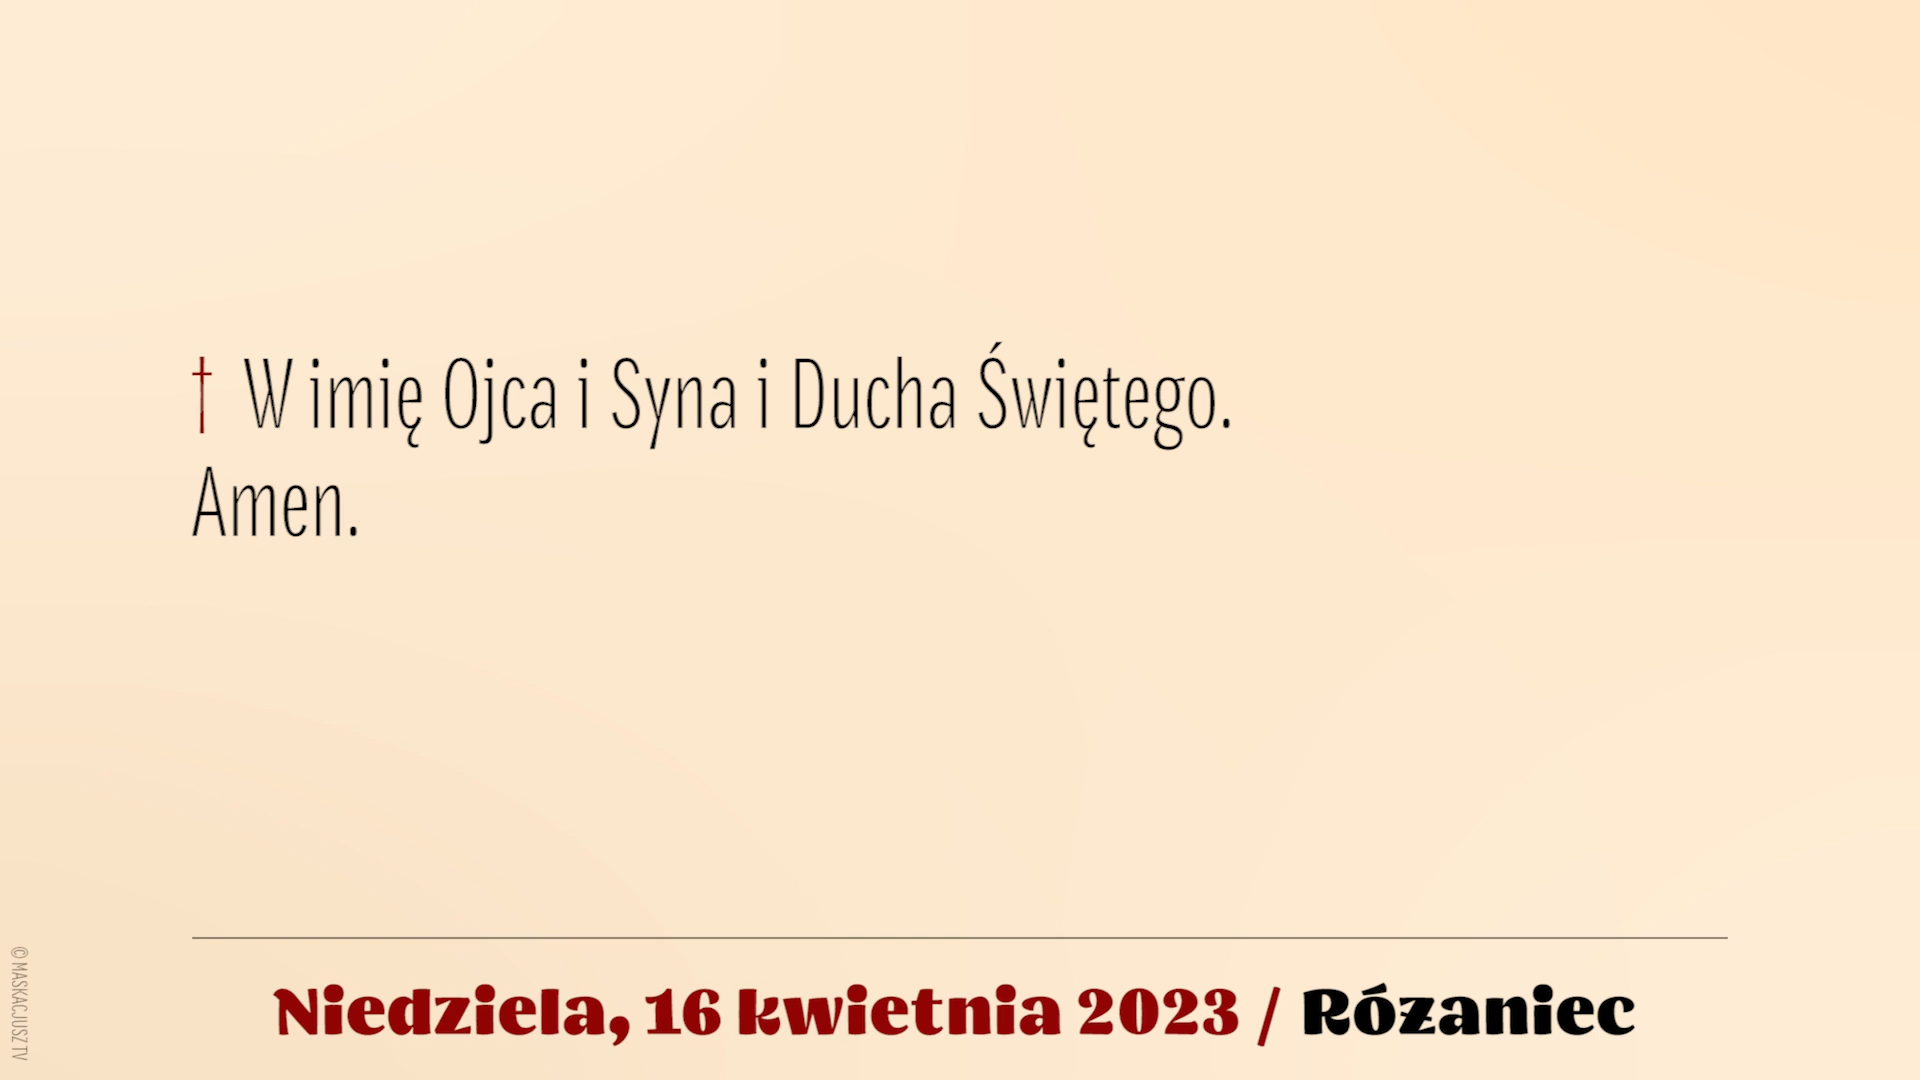 † W imię Ojca i Syna i Ducha Świętego.
Amen.
Niedziela, 16 kwietnia 2023 / Różaniec
© MASKACJUSZ TV